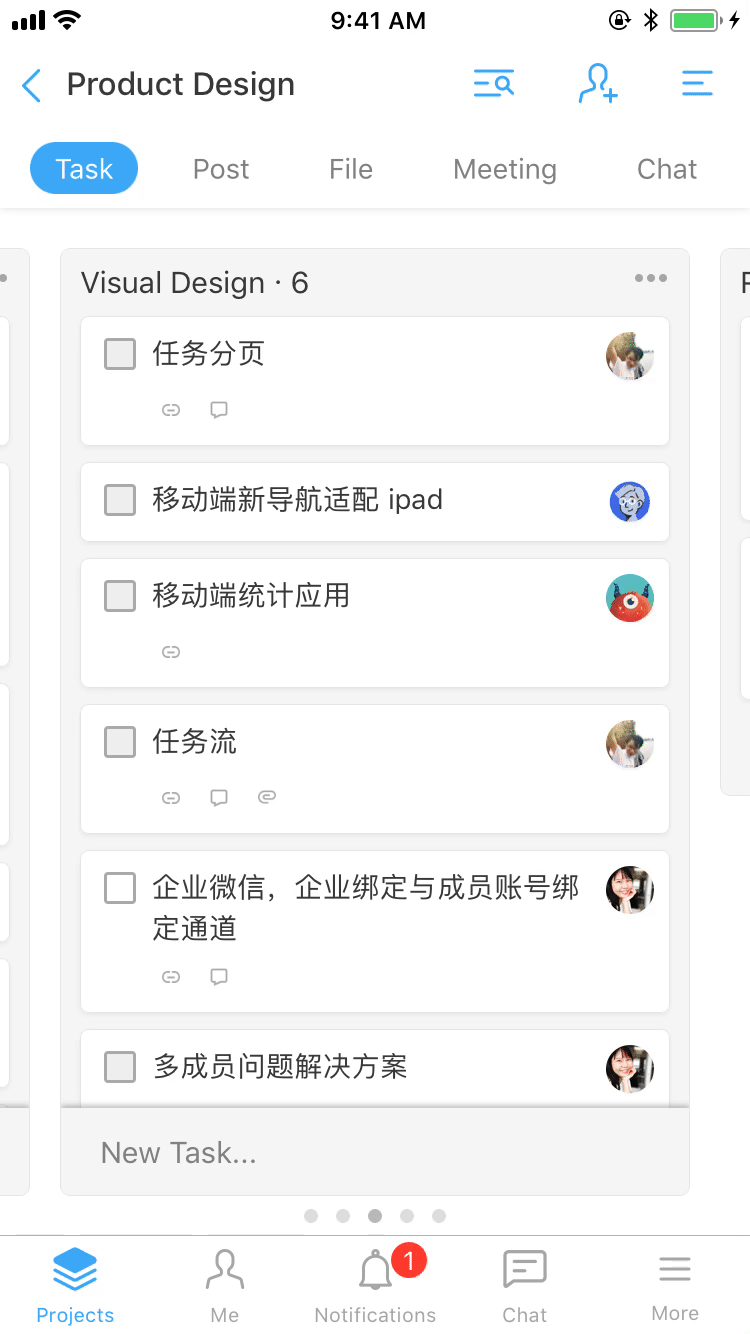 9:41 AM
Product Design
Task Post File Meeting Chat
Visual Design · 6
任务分页
移动端新导航适配 ipad
移动端统计应用
任务流
企业微信，企业绑定与成员账号绑
定通道
多成员问题解决方案
New Task...
1
Projects Me Notifications Chat More